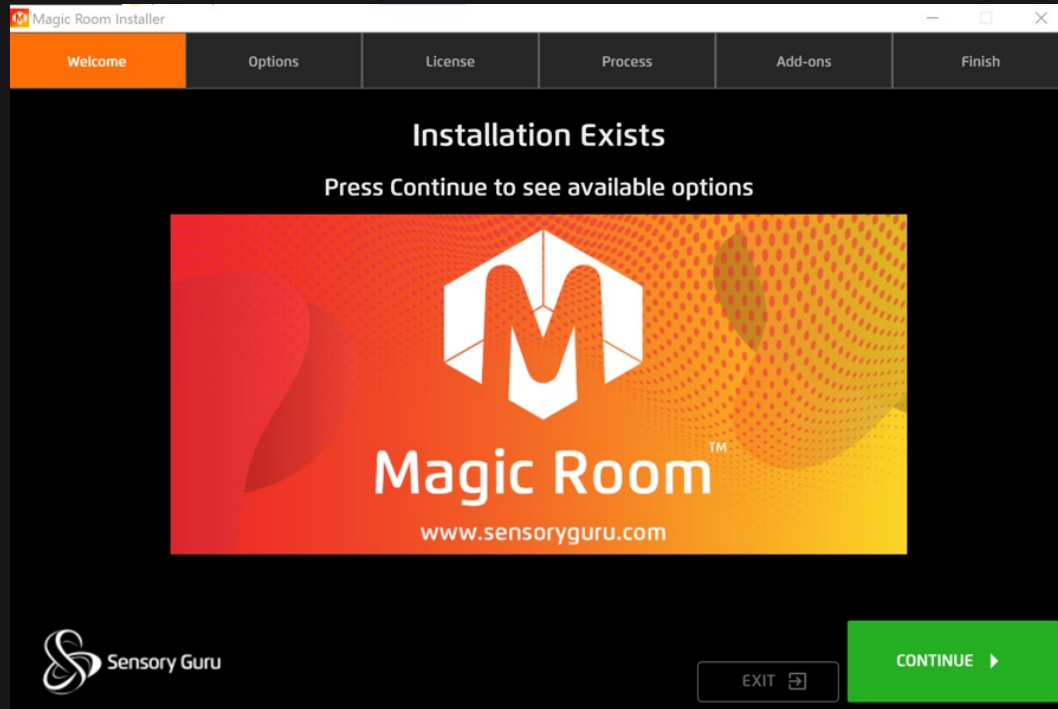 Magic Room Installer
Welcome Options License Process Add-ons Finish
Installation Exists
Press Continue to see available options
Magic Room™
www.sensoryguru.com
Sensory Guru
EXIT
CONTINUE